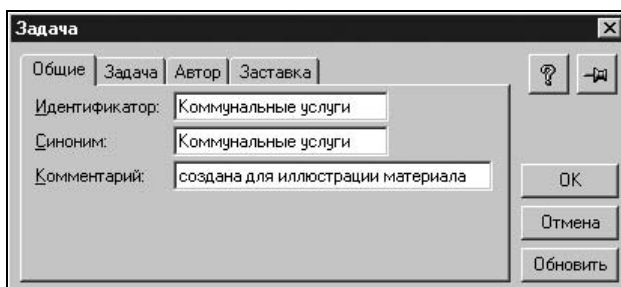 Задача
Общие Задача Автор Заставка
Идентификатор: Коммунальные услуги
Синоним: Коммунальные услуги
Комментарий: создана для иллюстрации материала
OK
Отмена
Обновить